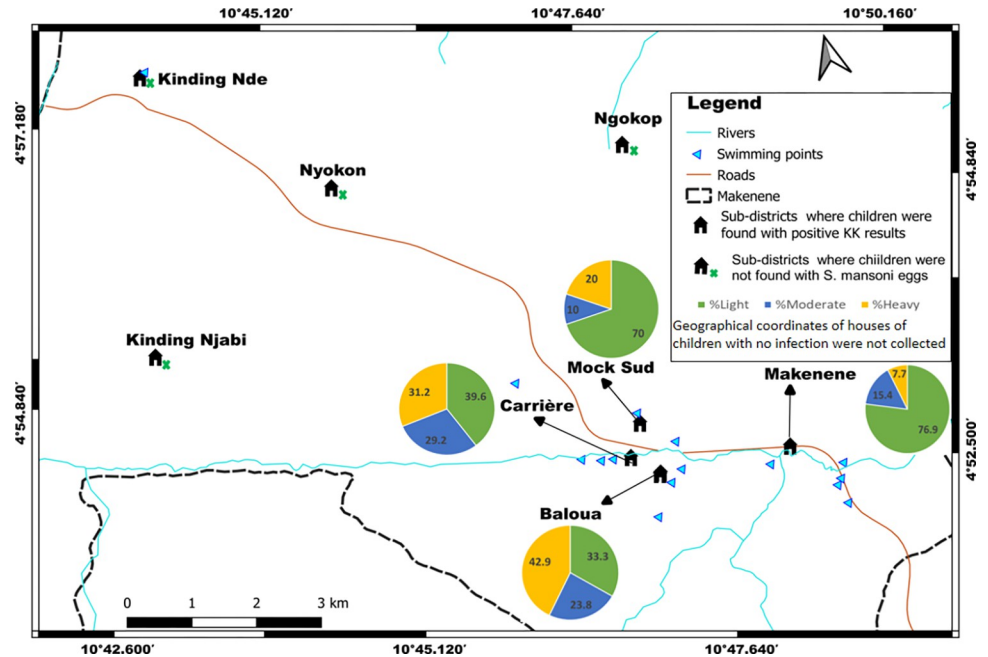 10°45.120′ 10°47.640′ 10°50.160′
Kinding Nde
Ngokop
Nyokon
Kinding Njabi
4°57.180′
4°54.840′
4°54.840′
4°52.500′
Legend
Rivers
Swimming points
Roads
Makenene
Sub-districts where children were
found with positive KK results
Sub-districts where chiildren were
not found with S. mansoni eggs
%Light %Moderate %Heavy
Geographical coordinates of houses of
children with no infection were not collected
20
10
70
Mock Sud
Makenene
7.7
15.4
76.9
31.2
39.6
29.2
Carrière
Baloua
42.9
33.3
23.8
0 1 2 3 km
10°42.600′ 10°45.120′ 10°47.640′